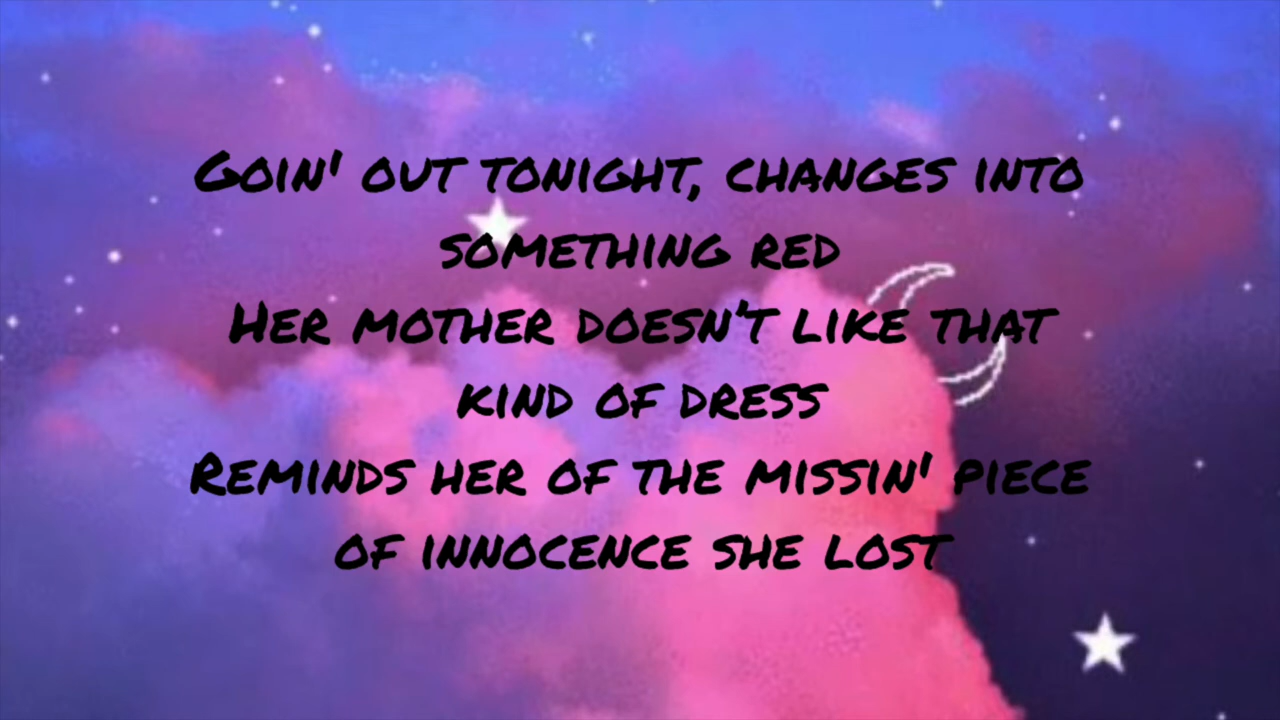 Goin' out tonight, changes into
something red
Her mother doesn't like that
kind of dress
Reminds her of the missin' piece
of innocence she lost